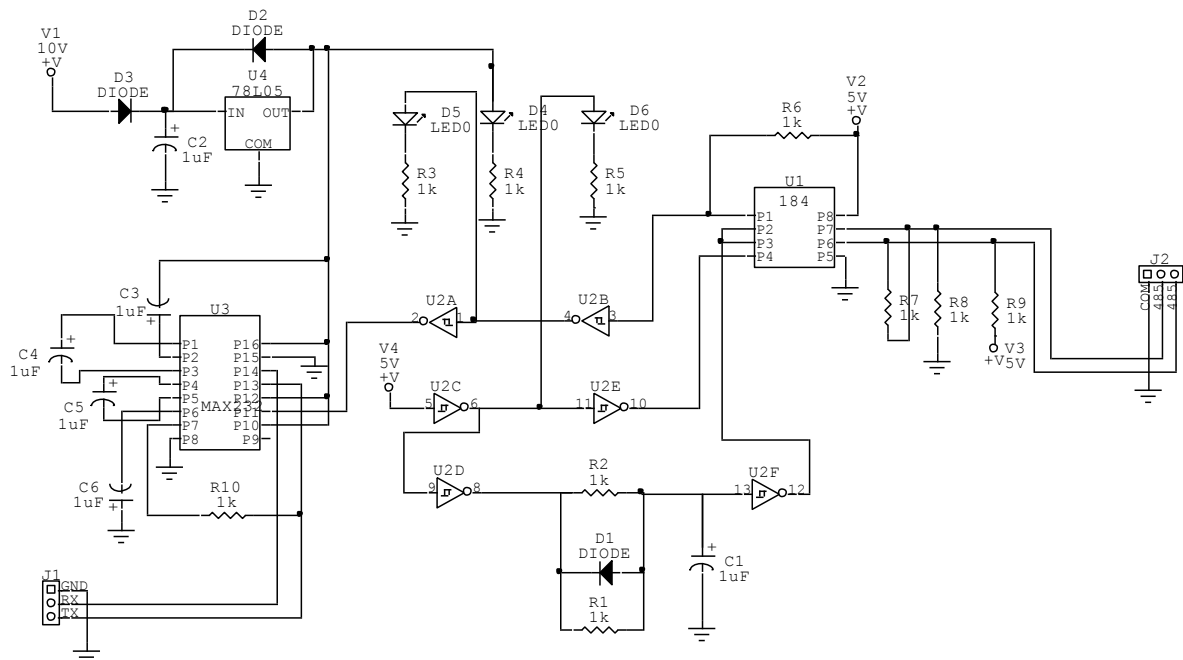 V1
10V
+V
D3
DIODE
D2
DIODE
U4
78L05
IN OUT
COM
+
C2
1uF
D5
LED0
D4
LED0
D6
LED0
R3
1k
R4
1k
R5
1k
R6
1k
V2
5V
+V
U1
184
P1 P8
P2 P7
P3 P6
P4 P5
R7
1k
R8
1k
R9
1k
V3
+V 5V
J2
COM
485
485
C3
1uF
+
C4
1uF
+
C5
1uF
+
C6
1uF
+
U3
MAX232
P1 P16
P2 P15
P3 P14
P4 P13
P5 P12
P6 P11
P7 P10
P8 P9
R10
1k
J1
GND
RX
TX
U2A
2 1
U2B
4 3
V4
5V
+V
U2C
5 6
U2E
11 10
U2D
9 8
R2
1k
U2F
13 12
D1
DIODE
R1
1k
+
C1
1uF